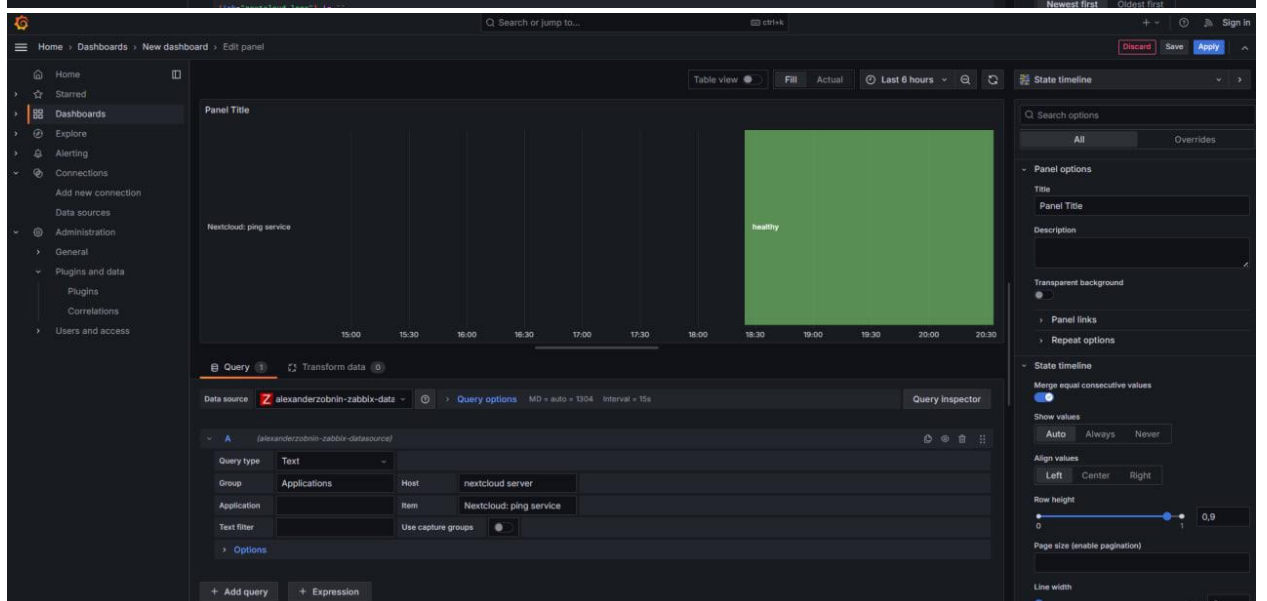 Newest first Oldest first
Search or jump to... ctrl+k Sign in
Home › Dashboards › New dashboard › Edit panel Discard Save Apply
Home
Starred
Dashboards
Explore
Alerting
Connections
Add new connection
Data sources
Administration
General
Plugins and data
Plugins
Correlations
Users and access
Table view Fill Actual Last 6 hours
Panel Title
Nextcloud: ping service healthy
15:00 15:30 16:00 16:30 17:00 17:30 18:00 18:30 19:00 19:30 20:00 20:30
Query 1 Transform data 0
Data source Z alexanderzobnin-zabbix-data Query options MD = auto = 1304 Interval = 15s Query inspector
A (alexanderzobnin-zabbix-datasource)
Query type Text
Group Applications Host nextcloud server
Application Item Nextcloud: ping service
Text filter Use capture groups
Options
+ Add query + Expression
State timeline
Search options
All Overrides
Panel options
Title
Panel Title
Description
Transparent background
Panel links
Repeat options
State timeline
Merge equal consecutive values
Show values
Auto Always Never
Align values
Left Center Right
Row height
0 1 0,9
Page size (enable pagination)
Line width